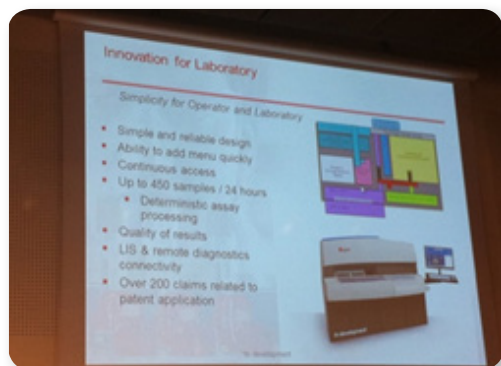 Innovation for Laboratory
Simplicity for Operator and Laboratory
Simple and reliable design
Ability to add menu quickly
Continuous access
Up to 450 samples / 24 hours
Deterministic assay
processing
Quality of results
LIS & remote diagnostics
connectivity
Over 200 claims related to
patent application